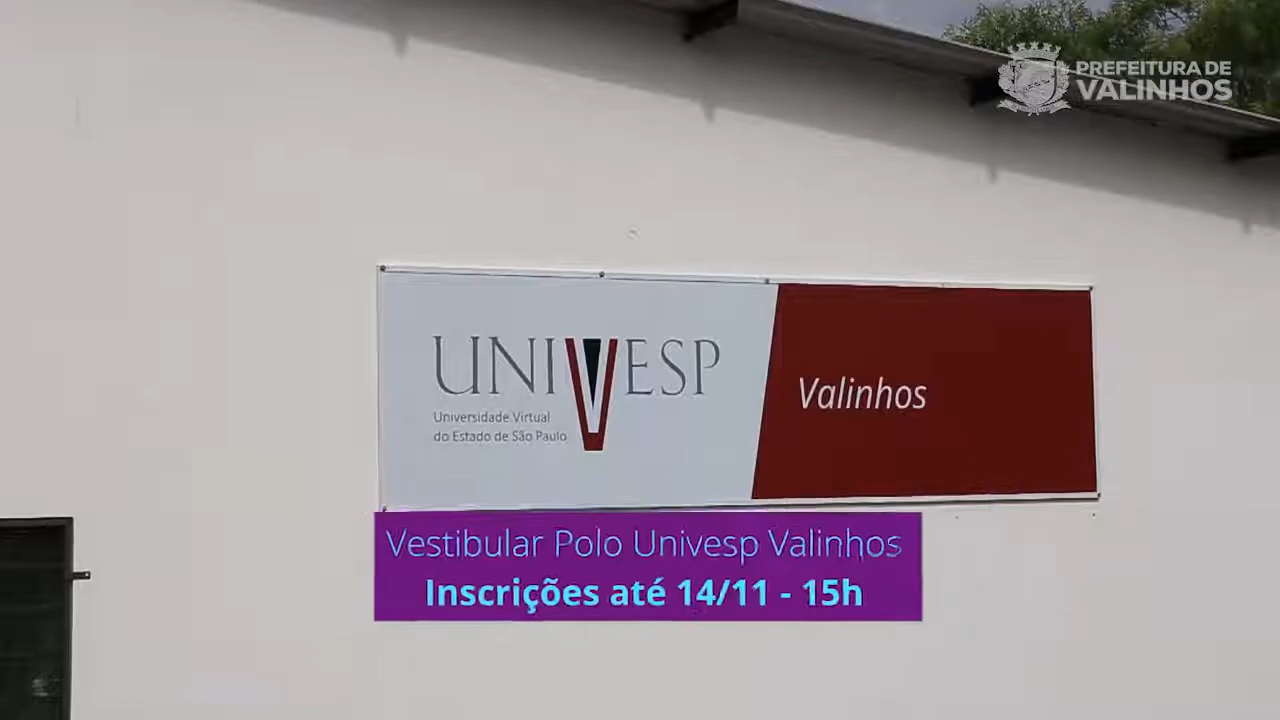 PREFEITURA DE
VALINHOS
UNIVESP
Universidade Virtual
do Estado de São Paulo
Valinhos
Vestibular Polo Univesp Valinhos
Inscrições até 14/11 - 15h